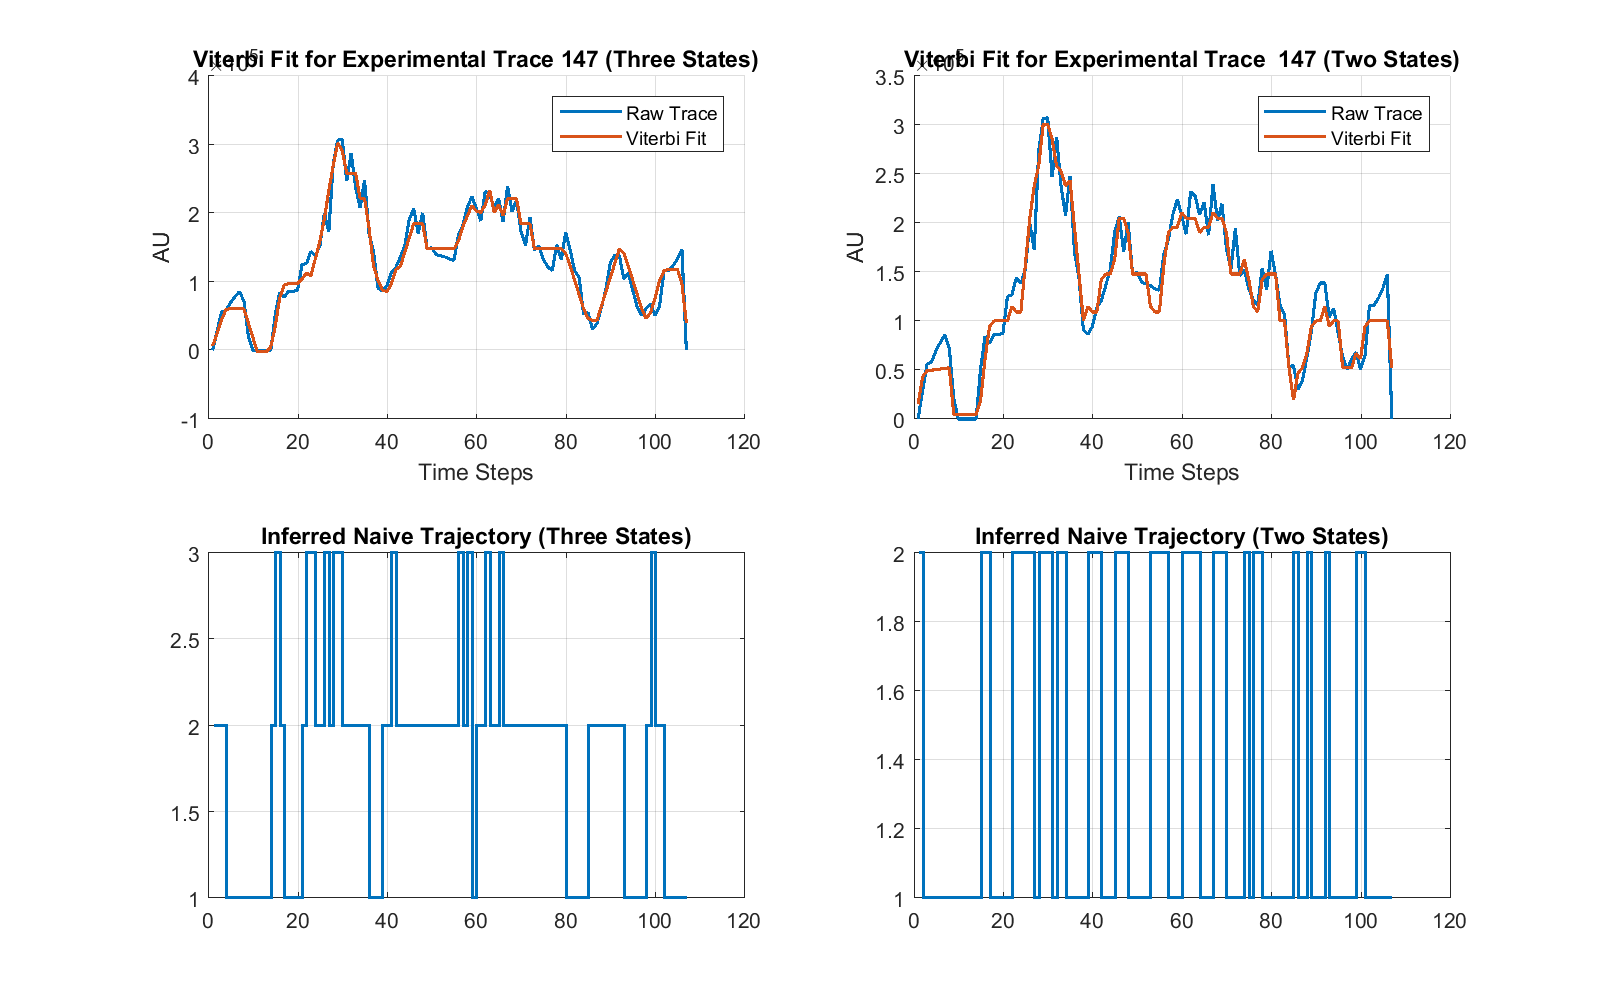 Viterbi Fit for Experimental Trace 147 (Three States)
×10^5
4
3
2
1
0
-1
AU
Raw Trace
Viterbi Fit
0 20 40 60 80 100 120
Time Steps
Viterbi Fit for Experimental Trace  147 (Two States)
×10^5
3.5
3
2.5
2
1.5
1
0.5
0
AU
Raw Trace
Viterbi Fit
0 20 40 60 80 100 120
Time Steps
Inferred Naive Trajectory (Three States)
3
2.5
2
1.5
1
0 20 40 60 80 100 120
Inferred Naive Trajectory (Two States)
2
1.8
1.6
1.4
1.2
1
0 20 40 60 80 100 120